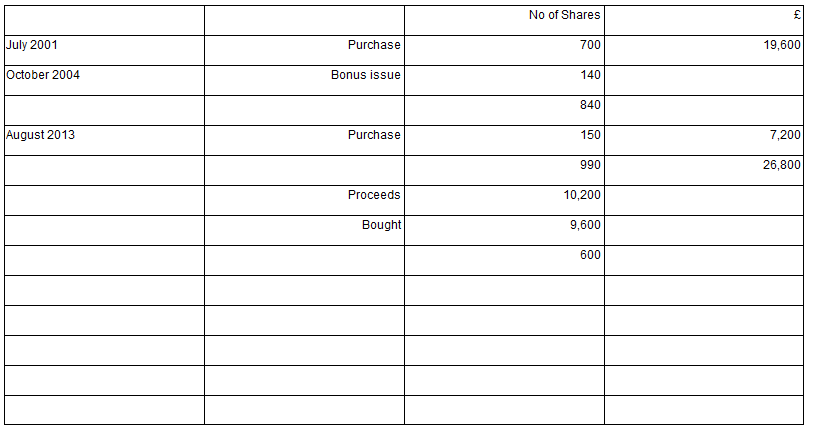 No of Shares £
July 2001 Purchase 700 19,600
October 2004 Bonus issue 140
840
August 2013 Purchase 150 7,200
990 26,800
Proceeds 10,200
Bought 9,600
600